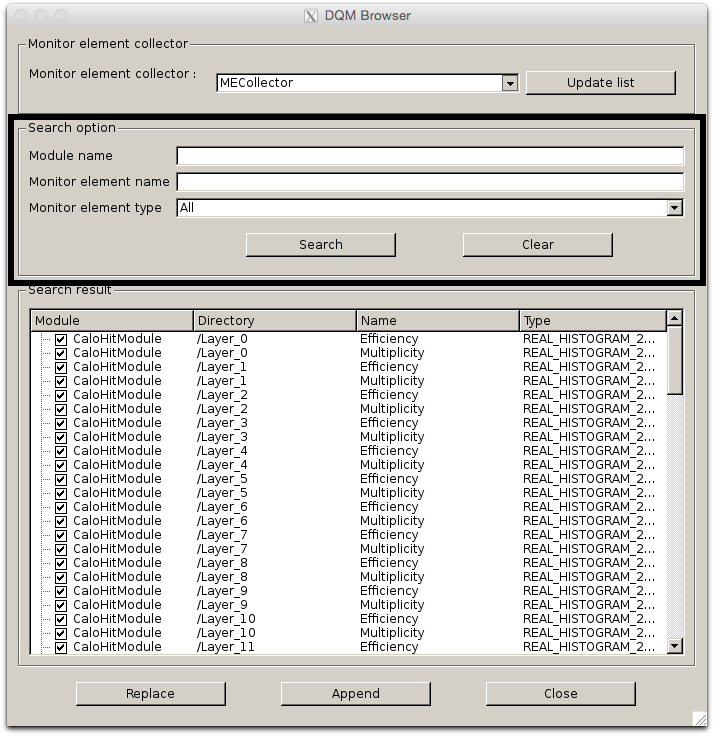 DQM Browser
Monitor element collector
Monitor element collector : MECollector Update list
Search option
Module name
Monitor element name
Monitor element type All
Search Clear
Search result
Module Directory Name Type
CaloHitModule /Layer_0 Efficiency REAL_HISTOGRAM_2...
CaloHitModule /Layer_0 Multiplicity REAL_HISTOGRAM_2...
CaloHitModule /Layer_1 Efficiency REAL_HISTOGRAM_2...
CaloHitModule /Layer_1 Multiplicity REAL_HISTOGRAM_2...
CaloHitModule /Layer_2 Efficiency REAL_HISTOGRAM_2...
CaloHitModule /Layer_2 Multiplicity REAL_HISTOGRAM_2...
CaloHitModule /Layer_3 Efficiency REAL_HISTOGRAM_2...
CaloHitModule /Layer_3 Multiplicity REAL_HISTOGRAM_2...
CaloHitModule /Layer_4 Efficiency REAL_HISTOGRAM_2...
CaloHitModule /Layer_4 Multiplicity REAL_HISTOGRAM_2...
CaloHitModule /Layer_5 Efficiency REAL_HISTOGRAM_2...
CaloHitModule /Layer_5 Multiplicity REAL_HISTOGRAM_2...
CaloHitModule /Layer_6 Efficiency REAL_HISTOGRAM_2...
CaloHitModule /Layer_6 Multiplicity REAL_HISTOGRAM_2...
CaloHitModule /Layer_7 Efficiency REAL_HISTOGRAM_2...
CaloHitModule /Layer_7 Multiplicity REAL_HISTOGRAM_2...
CaloHitModule /Layer_8 Efficiency REAL_HISTOGRAM_2...
CaloHitModule /Layer_8 Multiplicity REAL_HISTOGRAM_2...
CaloHitModule /Layer_9 Efficiency REAL_HISTOGRAM_2...
CaloHitModule /Layer_9 Multiplicity REAL_HISTOGRAM_2...
CaloHitModule /Layer_10 Efficiency REAL_HISTOGRAM_2...
CaloHitModule /Layer_10 Multiplicity REAL_HISTOGRAM_2...
CaloHitModule /Layer_11 Efficiency REAL_HISTOGRAM_2...
Replace Append Close